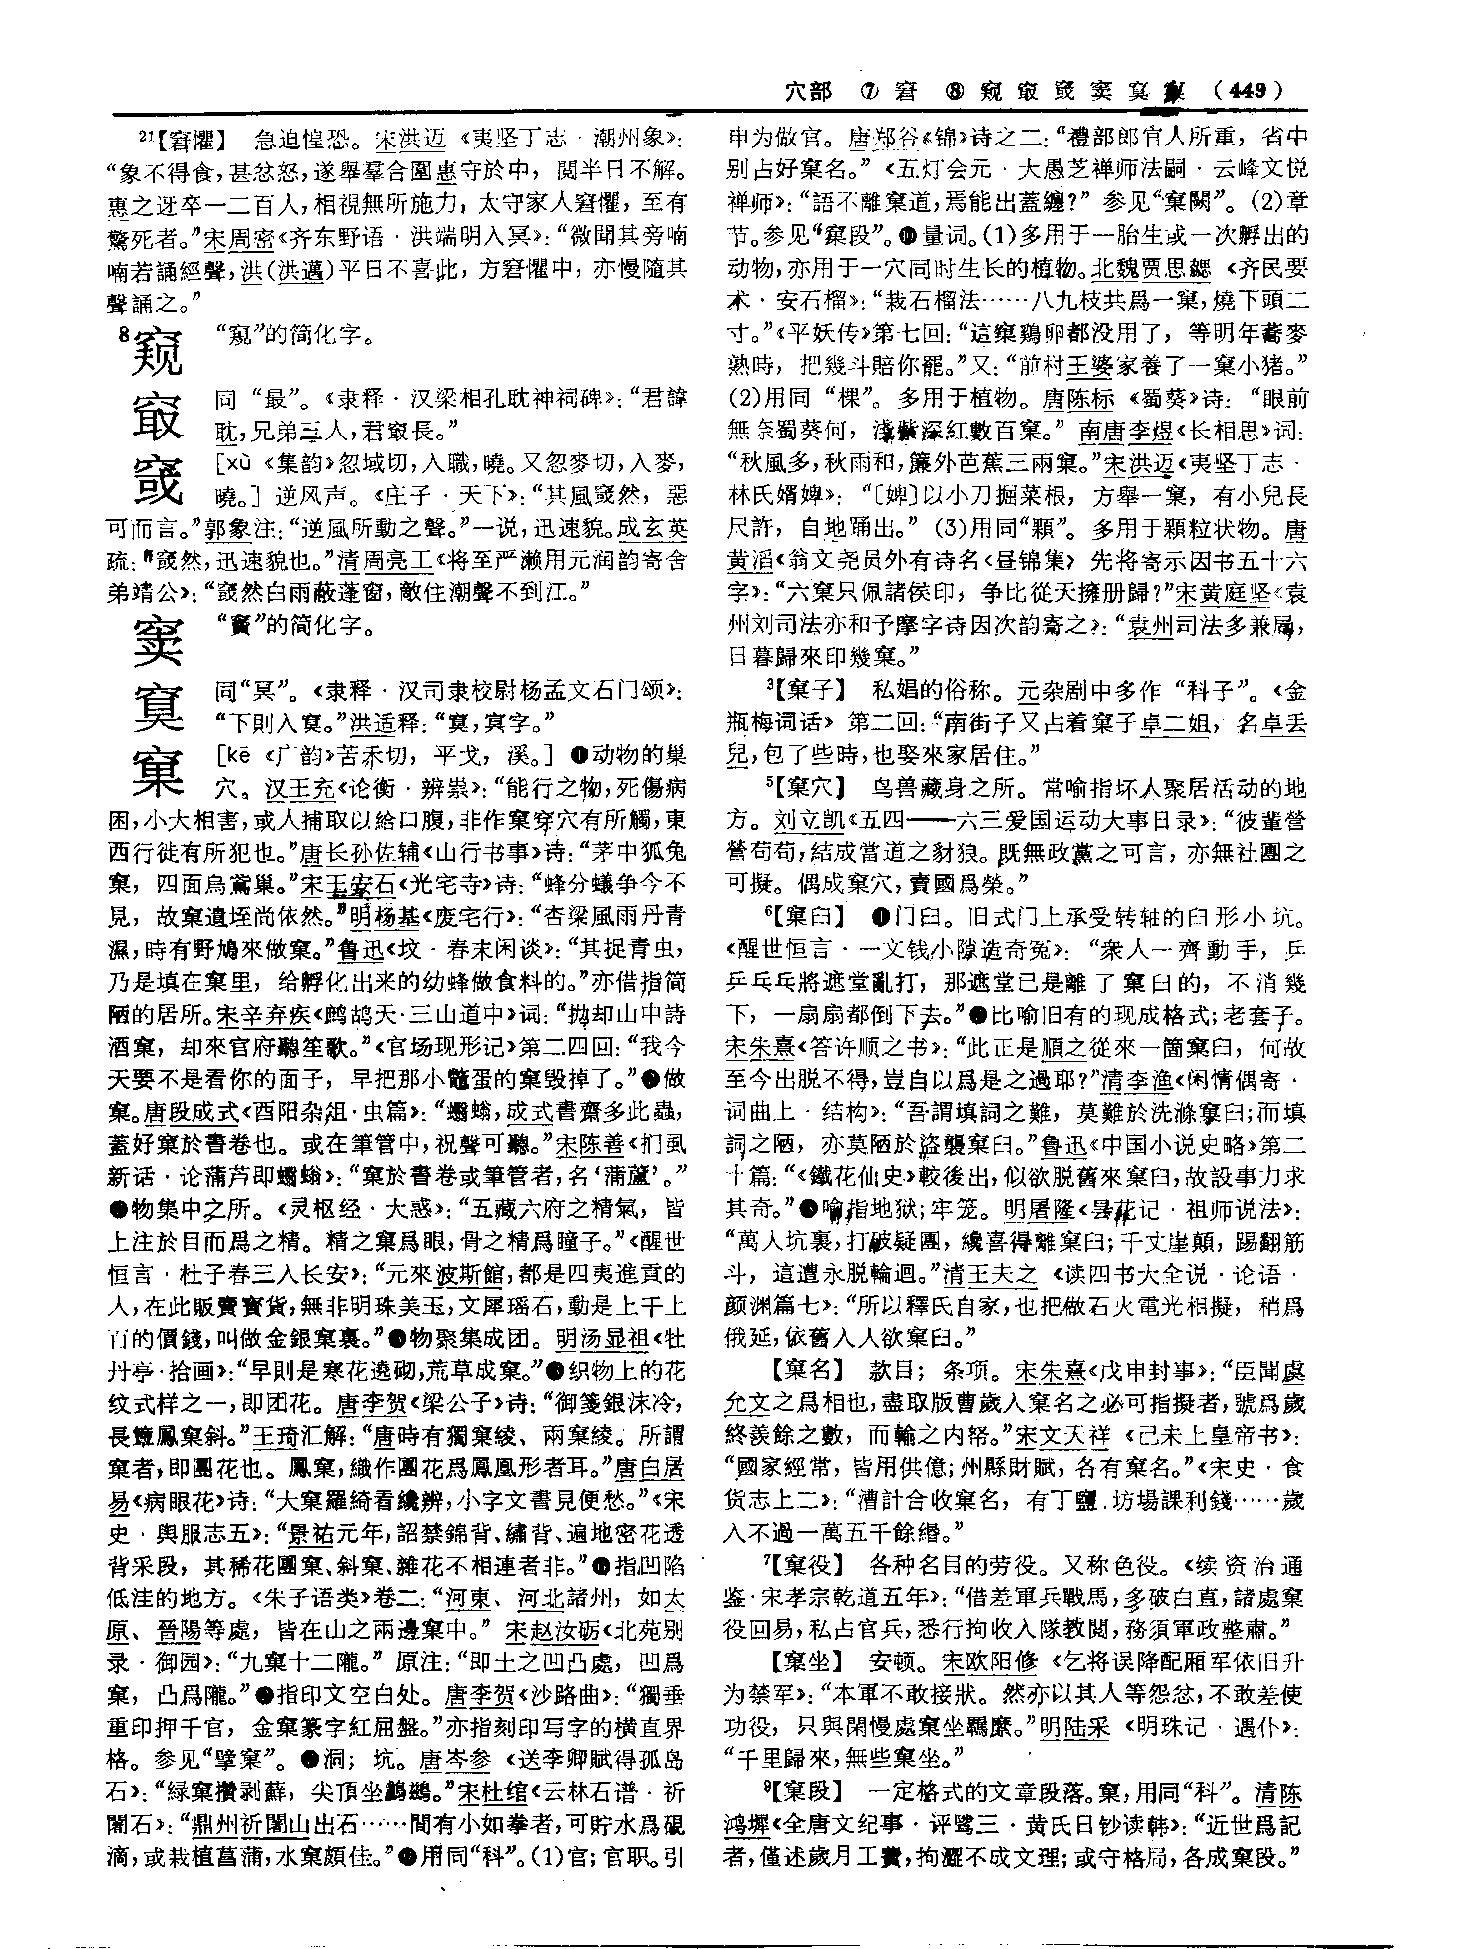 穴部 ⑦ 窘 ⑧ 窥 窡 窢 窦 窴 窠 （449）
21【窘懼】 急迫惶恐。宋洪迈《夷坚丁志·潮州象》：
“象不得食，甚忿怒，遂舉羣合圍惠守於中，閲半日不解。
惠之迓卒一二百人，相視無所施力，太守家人窘懼，至有
驚死者。”宋周密《齐东野语·洪端明入冥》：“微聞其旁喃
喃若誦經聲，洪（洪邁）平日不喜此，方窘懼中，亦慢隨其
聲誦之。”
8窥 “窺”的简化字。
同“最”。《隶释·汉梁相孔耽神祠碑》：“君諱
耽，兄弟三人，君㝡長。”
窢 [xù 《集韵》忽域切，入職，曉。又忽麥切，入麥，
曉。] 逆风声。《庄子·天下》：“其風窢然，惡
可而言。”郭象注：“逆風所動之聲。”一说，迅速貌。成玄英
疏：“窢然，迅速貌也。”清周亮工《将至严濑用元润韵寄舍
弟靖公》：“窢然白雨蔽蓬窗，敵住潮聲不到江。”
窦 “竇”的简化字。
同“冥”。《隶释·汉司隶校尉杨孟文石门颂》：
洪适释：
窠 [kē 《广韵》苦禾切，平戈，溪。] ❶动物的巢
穴。汉王充《论衡·辨祟》：“能行之物，死傷病
困，小大相害，或人捕取以給口腹，非作窠穿穴有所觸，東
西行徙有所犯也。”唐长孙佐辅《山行书事》诗：“茅中狐兔
窠，四面烏鳶巢。”宋王安石《光宅寺》诗：“蜂分蟻争今不
見，故窠遺垤尚依然。”明杨基《废宅行》：“杏梁風雨丹青
濕，時有野鳩來做窠。”鲁迅《坟·春末闲谈》：“其捉青虫，
乃是填在窠里，给孵化出来的幼蜂做食料的。”亦借指简
陋的居所。宋辛弃疾《鹧鸪天·三山道中》词：“抛却山中詩
酒窠，却來官府聽笙歌。”《官场现形记》第二四回：“我今
天要不是看你的面子，早把那小鼈蛋的窠毁掉了。”❷做
窠。唐段成式《酉阳杂俎·虫篇》：“蠮螉，成式書齋多此蟲，
蓋好窠於書卷也。或在筆管中，祝聲可聽。”宋陈善《扪虱
新话·论蒲芦即蠮螉》：“窠於書卷或筆管者，名‘蒲蘆’。”
❸物集中之所。《灵枢经·大惑》：“五藏六府之精氣，皆
上注於目而爲之精。精之窠爲眼，骨之精爲瞳子。”《醒世
恒言·杜子春三入长安》：“元來波斯館，都是四夷進貢的
人，在此販賣寶貨，無非明珠美玉，文犀瑶石，動是上千上
百的價錢，叫做金銀窠裏。”❹物聚集成团。明汤显祖《牡
丹亭·拾画》：“早則是寒花遶砌，荒草成窠。”❺织物上的花
纹式样之一，即团花。唐李贺《梁公子》诗：“御箋銀沫冷，
長簟鳳窠斜。”王琦汇解：“唐時有獨窠綾、兩窠綾。所謂
窠者，即團花也。鳳窠，織作團花爲鳳凰形者耳。”唐白居
易《病眼花》诗：“大窠羅綺看纔辨，小字文書見便愁。”《宋
史·輿服志五》：“景祐元年，詔禁錦背、繡背、遍地密花透
背采段，其稀花團窠、斜窠、雜花不相連者非。”❻指凹陷
低洼的地方。《朱子语类》卷二：“河東、河北諸州，如太
原、晉陽等處，皆在山之兩邊窠中。”宋赵汝砺《北苑别
录·御园》：“九窠十二隴。”原注：“即土之凹凸處，凹爲
窠，凸爲隴。”❼指印文空白处。唐李贺《沙路曲》：“獨垂
重印押千官，金窠篆字紅屈盤。”亦指刻印写字的横直界
格。参见“擘窠”。❽洞；坑。唐岑参《送李卿賦得孤岛
石》：“緑窠攢剥蘚，尖頂坐鸕鷀。”宋杜绾《云林石谱·祈
闍石》：“鼎州祈闍山出石……間有小如拳者，可貯水爲硯
滴，或栽植菖蒲，水窠頗佳。”❾用同“科”。（1）官；官职。引
申为做官。唐郑谷《锦》诗之二：“禮部郎官人所重，省中
别占好窠名。”《五灯会元·大愚芝禅师法嗣·云峰文悦
禅师》：“語不離窠道，焉能出蓋纏？”参见“窠闕”。（2）章
节。参见“窠段”。❿量词。（1）多用于一胎生或一次孵出的
动物，亦用于一穴同时生长的植物。北魏贾思勰《齐民要
术·安石榴》：“栽石榴法……八九枝共爲一窠，燒下頭二
寸。”《平妖传》第七回：“這窠鷄卵都没用了，等明年蕎麥
熟時，把幾斗賠你罷。”又：“前村王婆家養了一窠小猪。”
（2）用同“棵”。多用于植物。唐陈标《蜀葵》诗：“眼前
無奈蜀葵何，淺紫深紅數百窠。”南唐李煜《长相思》词：
“秋風多，秋雨和，簾外芭蕉三兩窠。”宋洪迈《夷坚丁志·
林氏婿婢》：“〔婢〕以小刀掘菜根，方舉一窠，有小兒長
尺許，自地踊出。”（3）用同“顆”。多用于顆粒状物。唐
黄滔《翁文尧员外有诗名〈昼锦集〉先将寄示因书五十六
字》：“六窠只佩諸侯印，争比從天擁册歸？”宋黄庭坚《袁
州刘司法亦和予摩字诗因次韵寄之》：“袁州司法多兼局，
日暮歸來印幾窠。”
3【窠子】 私娼的俗称。元杂剧中多作“科子”。《金
瓶梅词话》第二回：“南街子又占着窠子卓二姐，名卓丢
兒，包了些時，也娶來家居住。”
5【窠穴】 鸟兽藏身之所。常喻指坏人聚居活动的地
方。刘立凯《五四——六三爱国运动大事日录》：“彼輩營
營苟苟，結成當道之豺狼。既無政黨之可言，亦無社團之
可擬。偶成窠穴，賣國爲榮。”
6【窠臼】 ❶门臼。旧式门上承受转轴的臼形小坑。
《醒世恒言·一文钱小隙造奇冤》：“衆人一齊動手，乒
乒乓乓將遮堂亂打，那遮堂已是離了窠臼的，不消幾
下，一扇扇都倒下去。”❷比喻旧有的现成格式；老套子。
宋朱熹《答许顺之书》：“此正是順之從來一箇窠臼，何故
至今出脱不得，豈自以爲是之過耶？”清李渔《闲情偶寄·
词曲上·结构》：“吾謂填詞之難，莫難於洗滌窠臼；而填
詞之陋，亦莫陋於盜襲窠臼。”鲁迅《中国小说史略》第二
十篇：“《鐵花仙史》較後出，似欲脱舊來窠臼，故設事力求
其奇。”❸喻指地狱；牢笼。明屠隆《昙花记·祖师说法》：
“萬人坑裏，打破疑團，纔喜得離窠臼；千丈崖顛，踢翻筋
斗，這遭永脱輪迴。”清王夫之《读四书大全说·论语·
颜渊篇七》：“所以釋氏自家，也把做石火電光相擬，稍爲
俄延，依舊入人欲窠臼。”
【窠名】 款目；条项。宋朱熹《戊申封事》：“臣聞虞
允文之爲相也，盡取版曹歲入窠名之必可指擬者，號爲歲
終羨餘之數，而輸之内帑。”宋文天祥《己未上皇帝书》：
“國家經常，皆用供億；州縣財賦，各有窠名。”《宋史·食
货志上二》：“漕計合收窠名，有丁鹽、坊場課利錢……歲
入不過一萬五千餘緡。”
7【窠役】 各种名目的劳役。又称色役。《续资治通
鉴·宋孝宗乾道五年》：“借差軍兵戰馬，多破白直，諸處窠
役回易，私占官兵，悉行拘收入隊教閲，務須軍政整肅。”
【窠坐】 安顿。宋欧阳修《乞将误降配厢军依旧升
为禁军》：“本軍不敢接狀。然亦以其人等怨忿，不敢差使
功役，只與閑慢處窠坐羈縻。”明陆采《明珠记·遇仆》：
“千里歸來，無些窠坐。”
9【窠段】 一定格式的文章段落。窠，用同“科”。清陈
鸿墀《全唐文纪事·评骘三·黄氏日钞读韩》：“近世爲記
者，僅述歲月工費，拘澀不成文理；或守格局，各成窠段。”